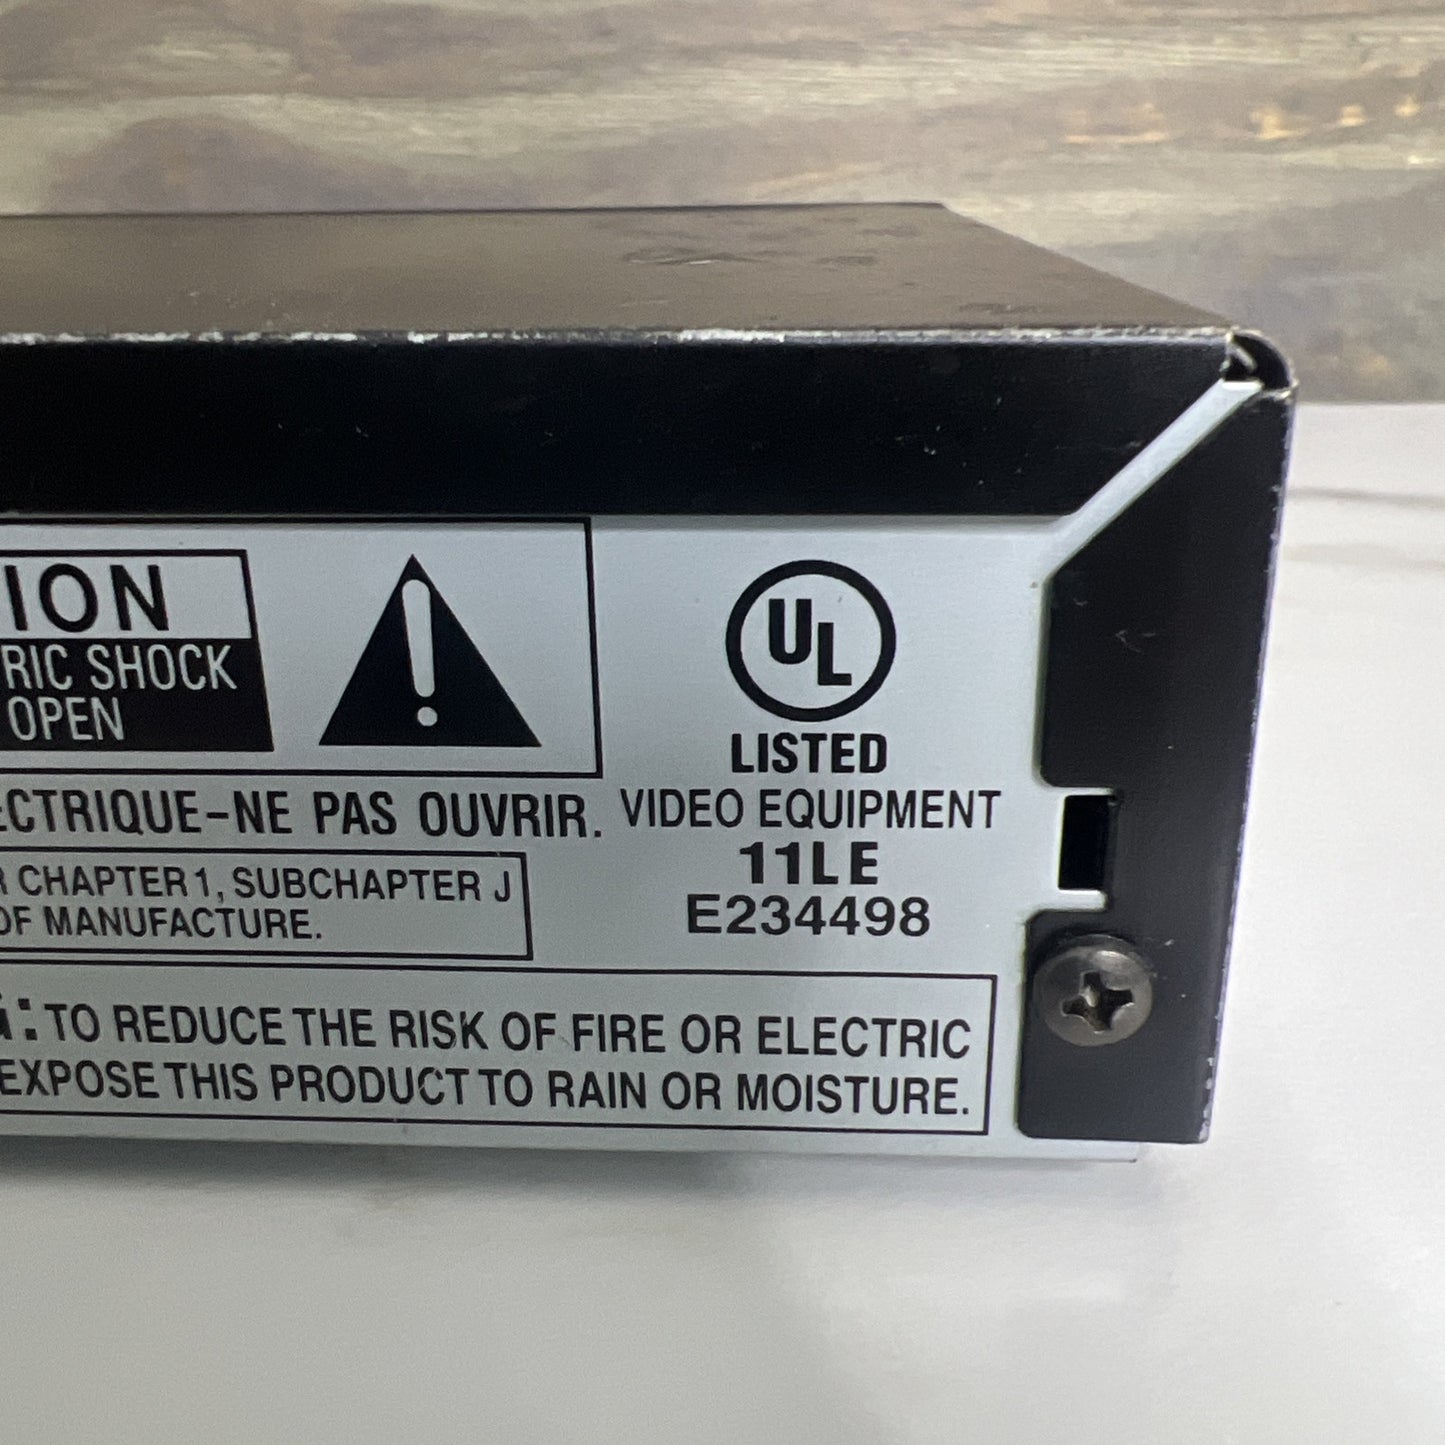 ION
RIC SHOCK
OPEN
!
UL
LISTED
ECTRIQUE-NE PAS OUVRIR.
VIDEO EQUIPMENT
11LE
E234498
R CHAPTER 1, SUBCHAPTER J
OF MANUFACTURE.
G: TO REDUCE THE RISK OF FIRE OR ELECTRIC
EXPOSE THIS PRODUCT TO RAIN OR MOISTURE.